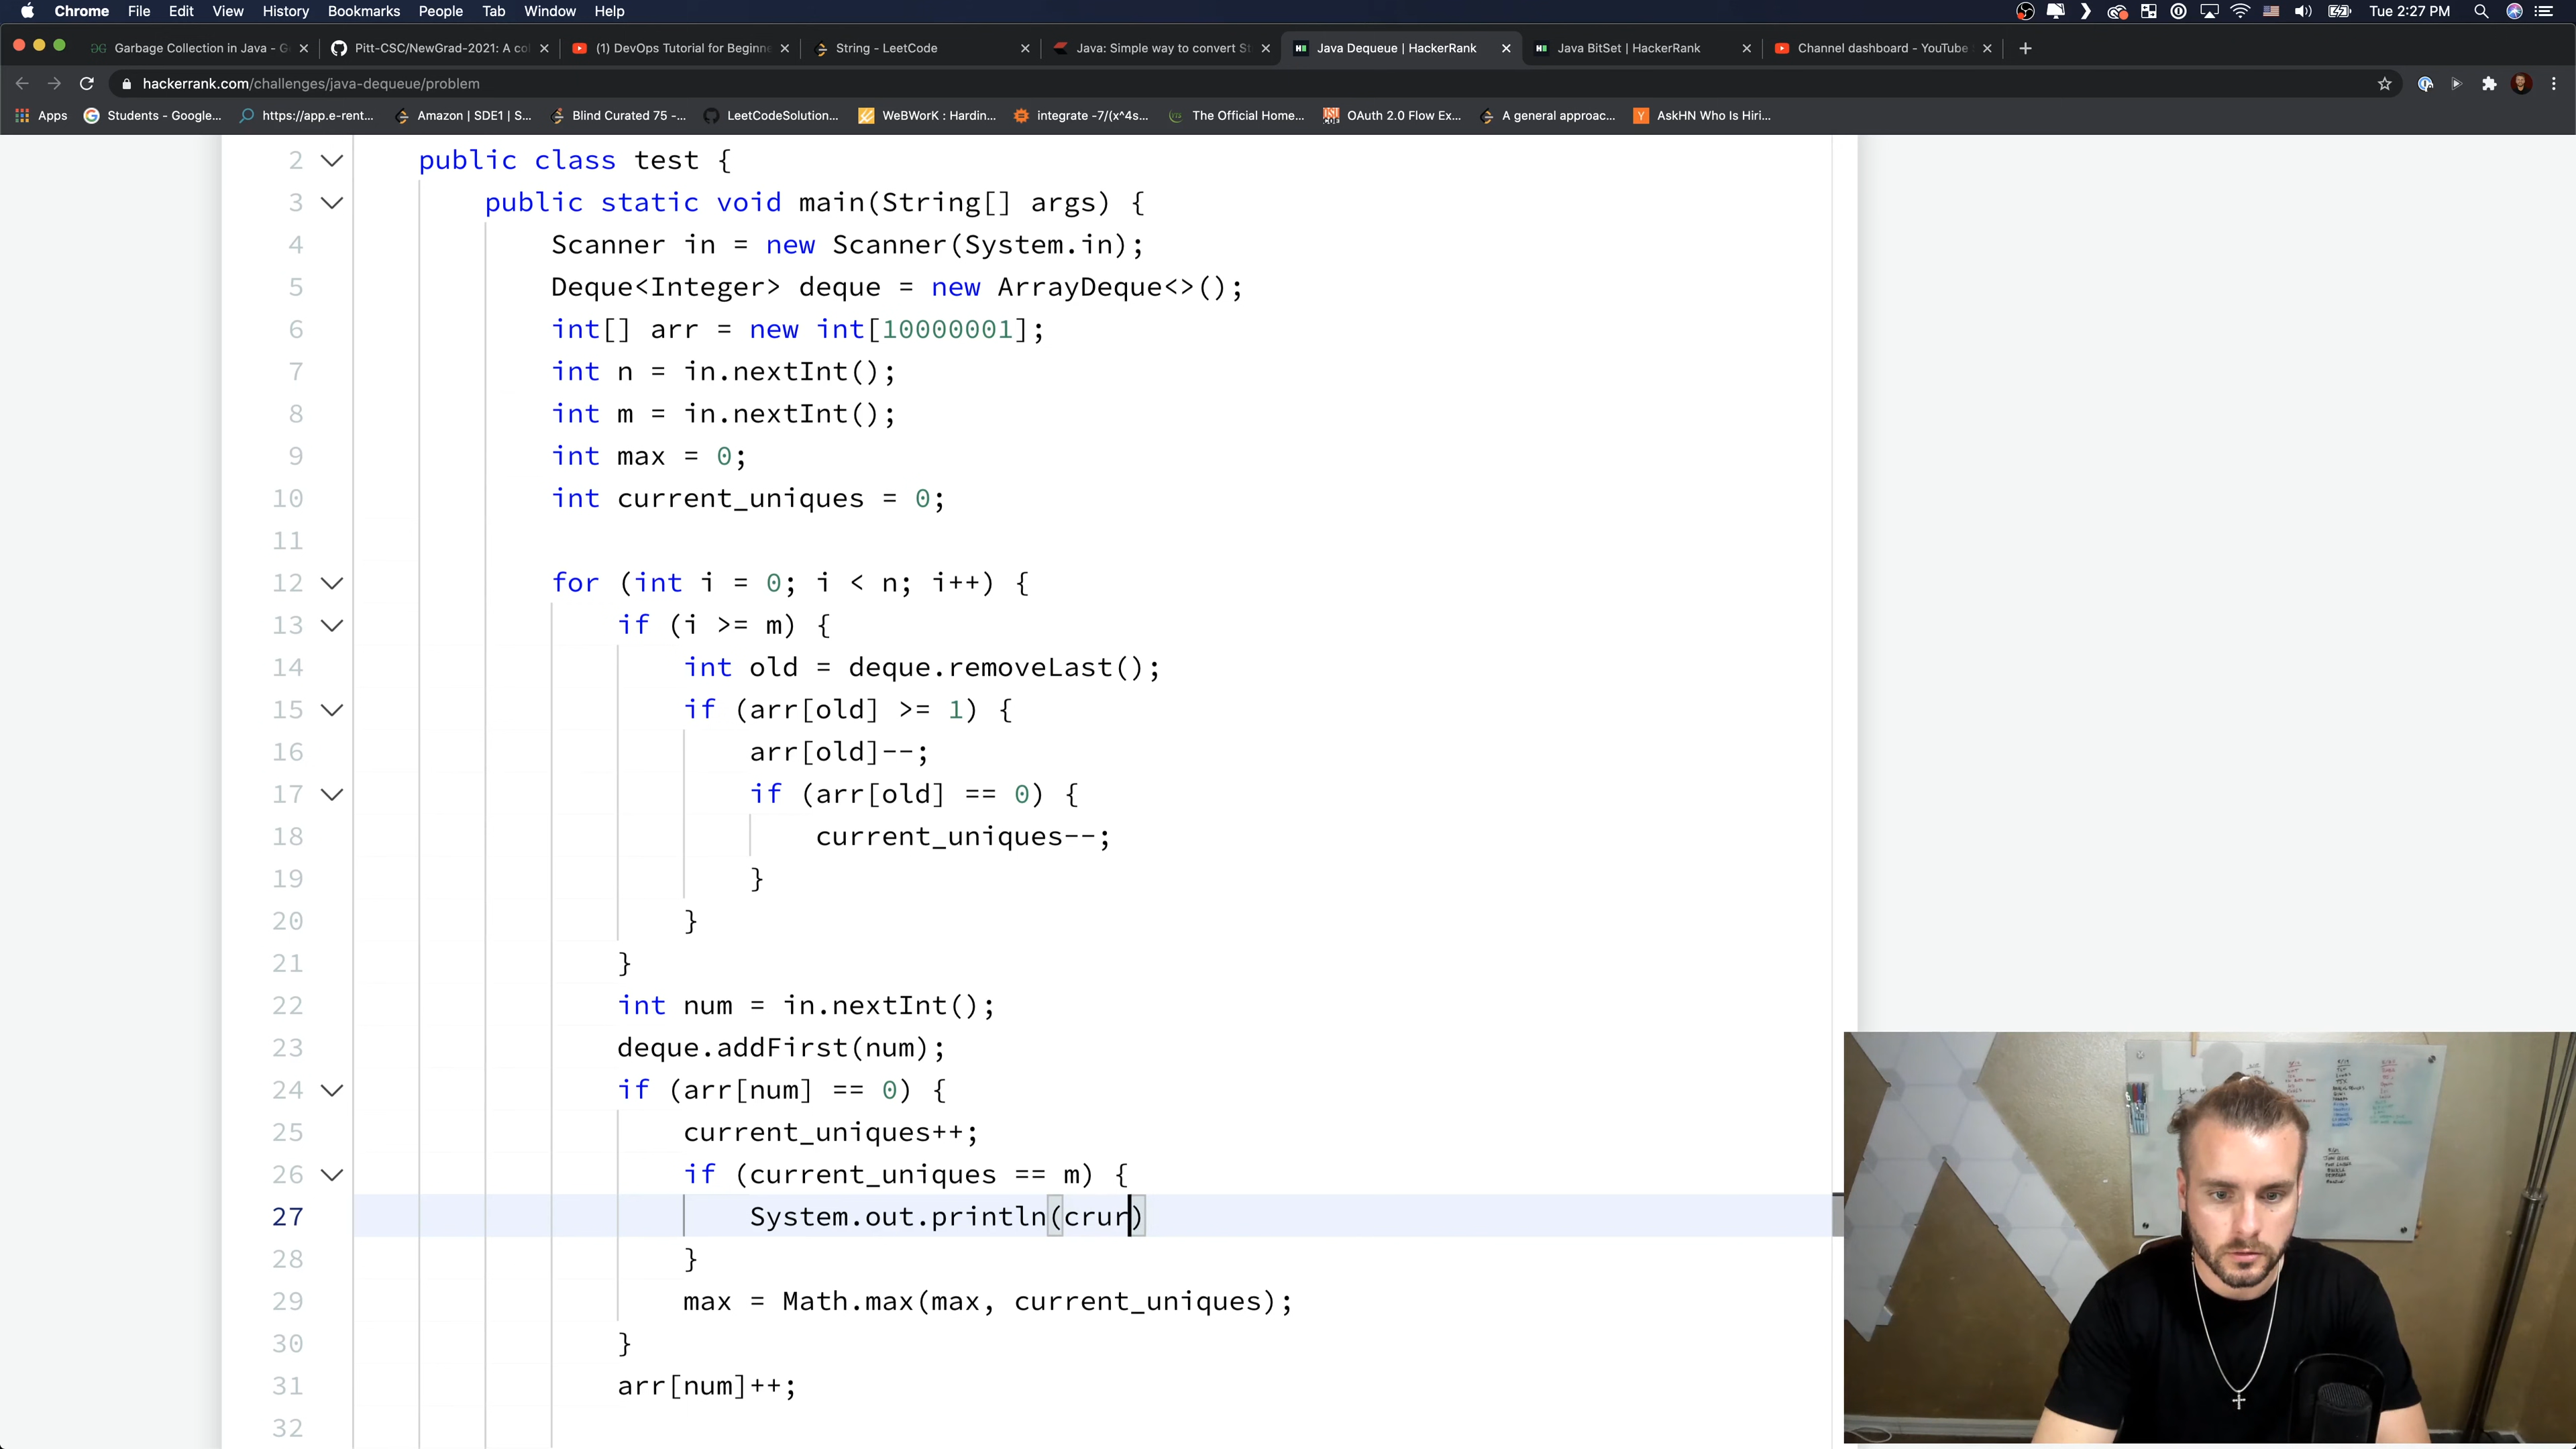 Chrome File Edit View History Bookmarks People Tab Window Help Tue 2:27 PM
Garbage Collection in Java - G Pitt-CSC/NewGrad-2021: A co (1) DevOps Tutorial for Beginne String - LeetCode Java: Simple way to convert St Java Dequeue | HackerRank Java BitSet | HackerRank Channel dashboard - YouTube
hackerrank.com/challenges/java-dequeue/problem
Apps Students - Google... https://app.e-rent... Amazon | SDE1 | S... Blind Curated 75 -... LeetCodeSolution... WeBWorK : Hardin... integrate -7/(x^4s... The Official Home... OAuth 2.0 Flow Ex... A general approac... AskHN Who Is Hiri...
2 public class test {
3 public static void main(String[] args) {
4 Scanner in = new Scanner(System.in);
5 Deque<Integer> deque = new ArrayDeque<>();
6 int[] arr = new int[10000001];
7 int n = in.nextInt();
8 int m = in.nextInt();
9 int max = 0;
10 int current_uniques = 0;
11
12 for (int i = 0; i < n; i++) {
13 if (i >= m) {
14 int old = deque.removeLast();
15 if (arr[old] >= 1) {
16 arr[old]--;
17 if (arr[old] == 0) {
18 current_uniques--;
19 }
20 }
21 }
22 int num = in.nextInt();
23 deque.addFirst(num);
24 if (arr[num] == 0) {
25 current_uniques++;
26 if (current_uniques == m) {
27 System.out.println(crur)
28 }
29 max = Math.max(max, current_uniques);
30 }
31 arr[num]++;
32